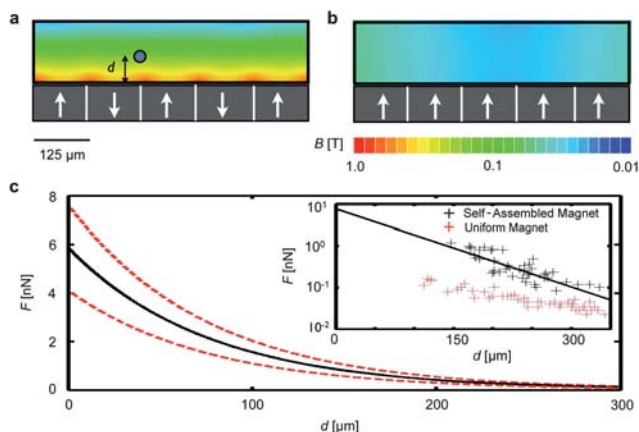 a
b
d
125 µm
B [T]
1.0
0.1
0.01
c
8
6
4
2
0
F [nN]
0
100
200
300
d [µm]
10¹
10⁰
10⁻¹
10⁻²
F [nN]
Self-Assembled Magnet
Uniform Magnet
0
150
300
d [µm]